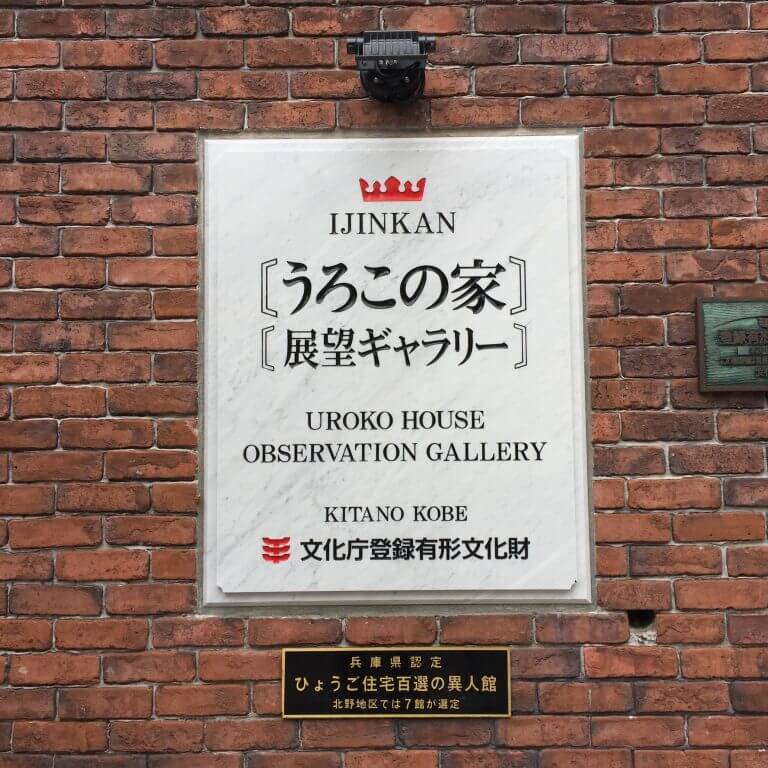 IJINKAN
[うろこの家]
[展望ギャラリー]
UROKO HOUSE
OBSERVATION GALLERY
KITANO KOBE
文化庁登録有形文化財
兵庫県認定
ひょうご住宅百選の異人館
北野地区では7館が選定